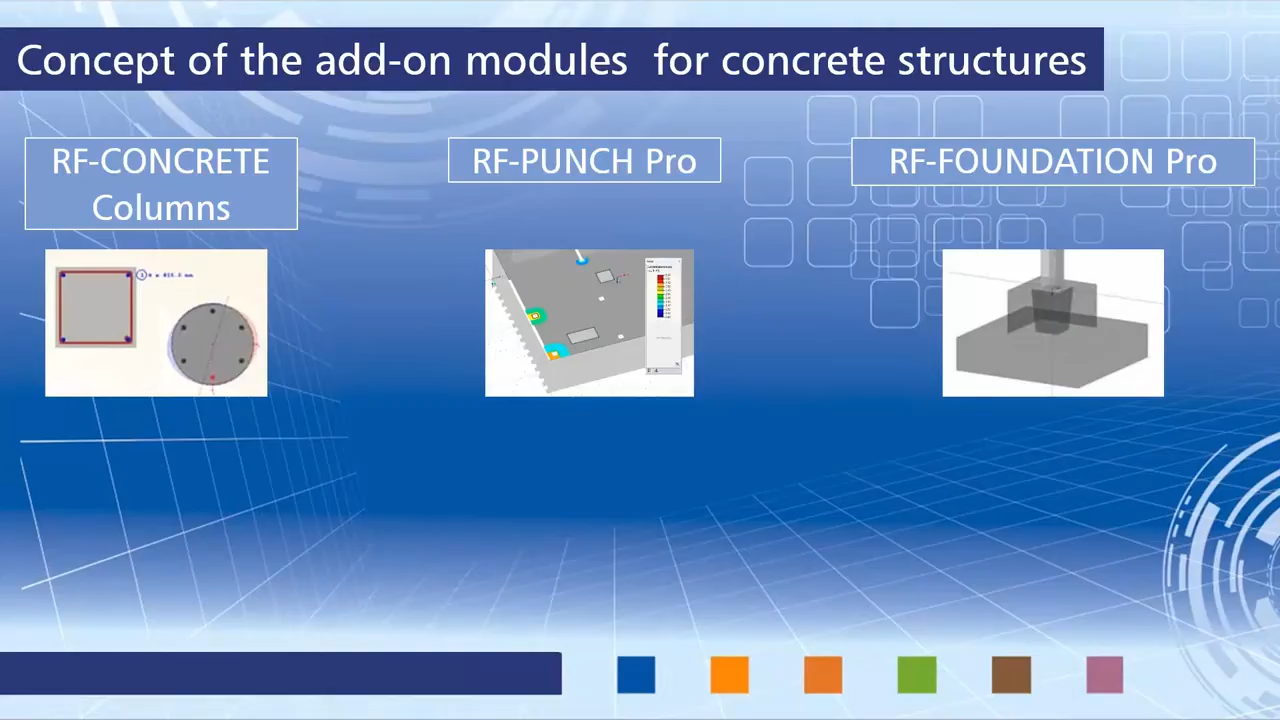 Concept of the add-on modules for concrete structures
RF-CONCRETE
Columns
RF-PUNCH Pro
RF-FOUNDATION Pro